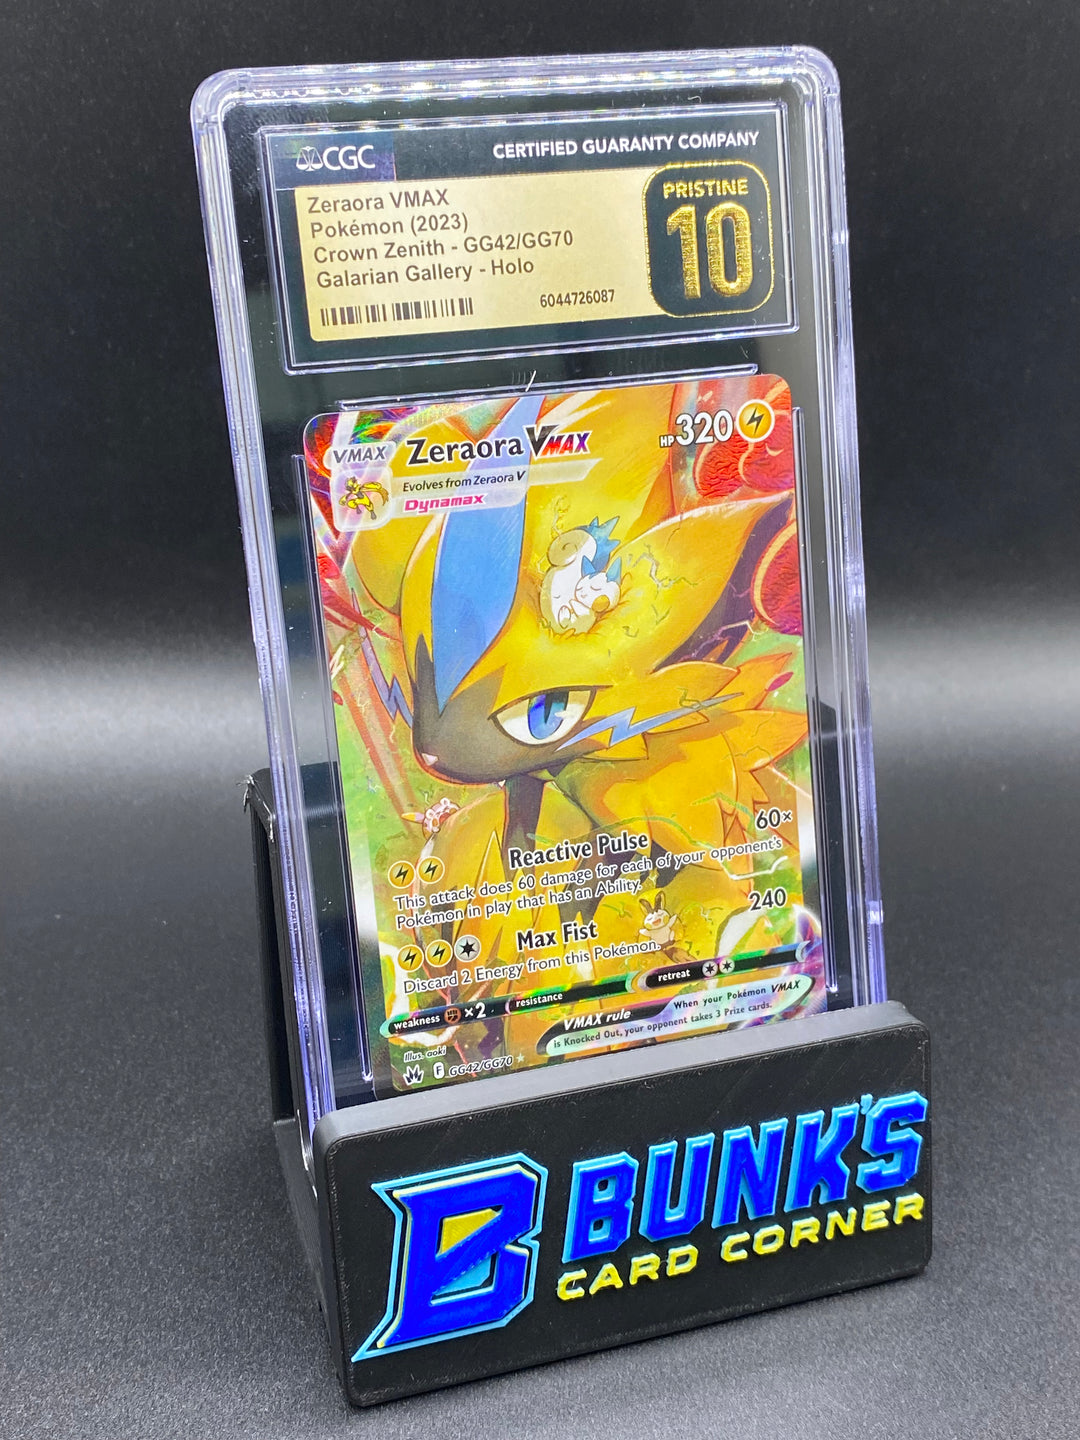 CGC
CERTIFIED GUARANTY COMPANY
Zeraora VMAX
Pokémon (2023)
Crown Zenith - GG42/GG70
Galarian Gallery - Holo
6044726087
PRISTINE
10
VMAX
Zeraora VMAX
HP 320
Evolves from Zeraora V
Dynamax
Reactive Pulse
60×
This attack does 60 damage for each of your opponent's
Pokémon in play that has an Ability.
Max Fist
240
Discard 2 Energy from this Pokémon.
weakness ×2 resistance retreat
VMAX rule
When your Pokémon VMAX
is Knocked Out, your opponent takes 3 Prize cards.
Illus. aoki
F GG42/GG70
B
BUNK'S
CARD CORNER